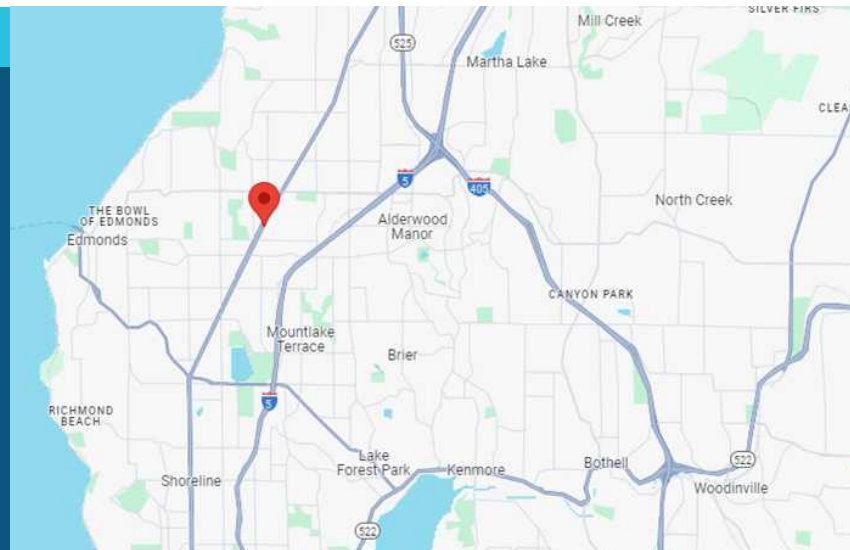 SILVER FIRS
Mill Creek
525
Martha Lake
CLEA
5
405
North Creek
THE BOWL
OF EDMONDS
Edmonds
Alderwood
Manor
CANYON PARK
Mountlake
Terrace
Brier
5
RICHMOND
BEACH
Lake
Forest Park
Kenmore
Bothell
522
Shoreline
Woodinville
522